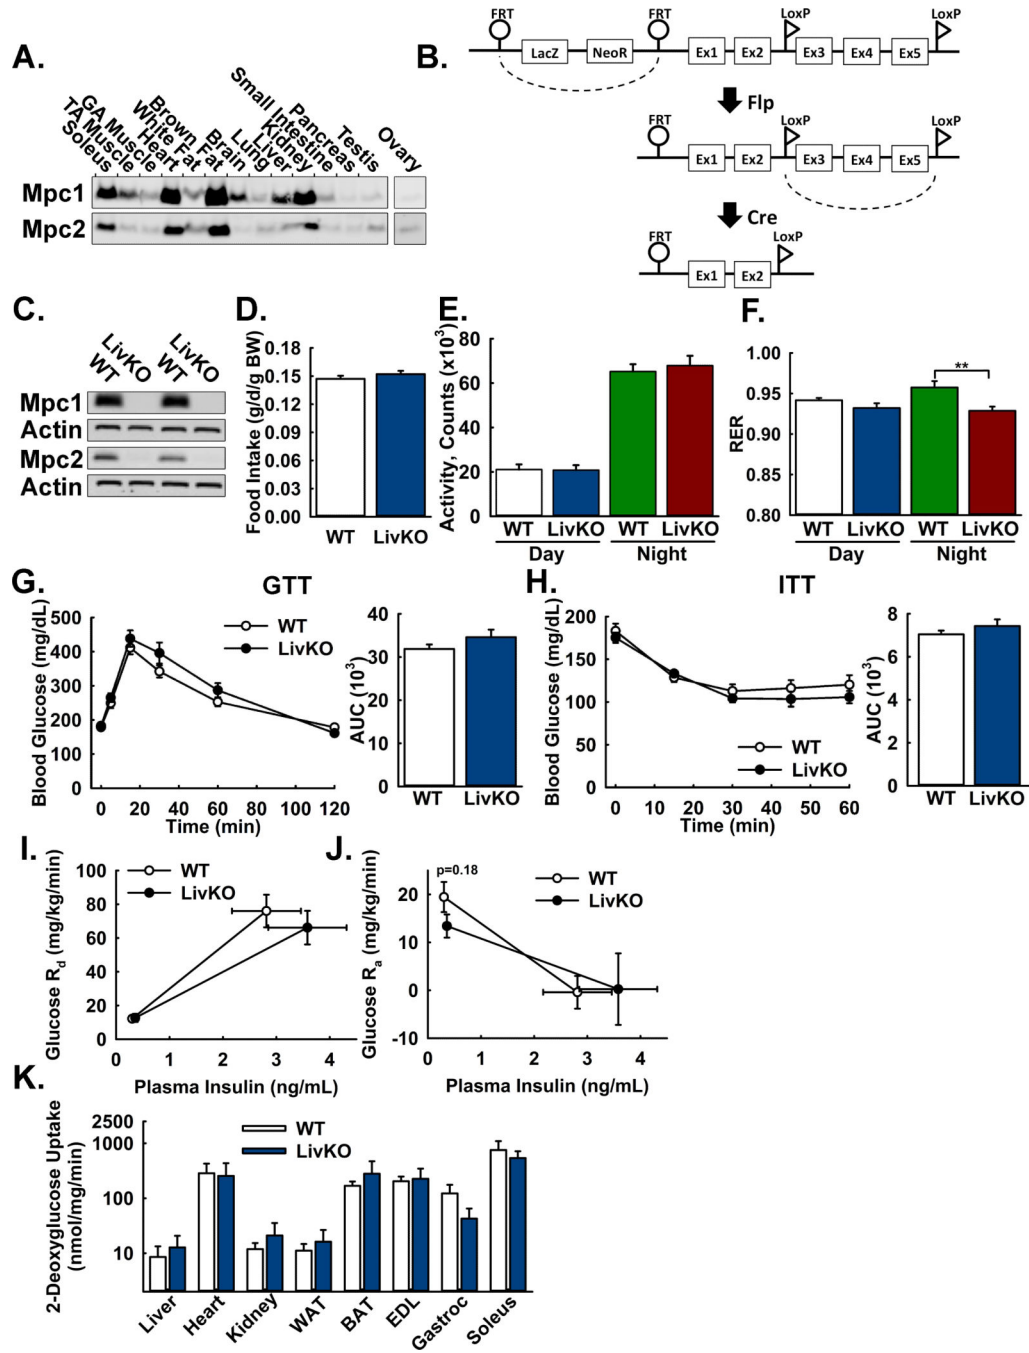 A.
Soleus
TA Muscle
GA Muscle
Heart
White Fat
Brown Fat
Brain
Lung
Liver
Kidney
Small Intestine
Pancreas
Testis
Ovary
Mpc1
Mpc2
B.
FRT FRT LoxP LoxP
LacZ NeoR Ex1 Ex2 Ex3 Ex4 Ex5
Flp
FRT LoxP LoxP
Ex1 Ex2 Ex3 Ex4 Ex5
Cre
FRT LoxP
Ex1 Ex2
C.
WT LivKO WT LivKO
Mpc1
Actin
Mpc2
Actin
D.
Food Intake (g/d/g BW)
0.18
0.15
0.12
0.09
0.06
0.03
0.00
WT LivKO
E.
Activity, Counts (x10³)
80
60
40
20
0
WT LivKO WT LivKO
Day Night
F.
RER
1.00
0.95
0.90
0.85
0.80
**
WT LivKO WT LivKO
Day Night
G.
GTT
Blood Glucose (mg/dL)
500
400
300
200
100
0
WT
LivKO
0 20 40 60 80 100 120
Time (min)
AUC (10³)
40
30
20
10
0
WT LivKO
H.
ITT
Blood Glucose (mg/dL)
200
150
100
50
0
WT
LivKO
0 10 20 30 40 50 60
Time (min)
AUC (10³)
8
6
4
2
0
WT LivKO
I.
Glucose Rd (mg/kg/min)
100
80
60
40
20
0
WT
LivKO
0 1 2 3 4
Plasma Insulin (ng/mL)
J.
Glucose Ra (mg/kg/min)
20
10
0
-10
p=0.18
WT
LivKO
0 1 2 3 4
Plasma Insulin (ng/mL)
K.
2-Deoxyglucose Uptake
(nmol/mg/min)
2500
1000
100
10
WT
LivKO
Liver
Heart
Kidney
WAT
BAT
EDL
Gastroc
Soleus